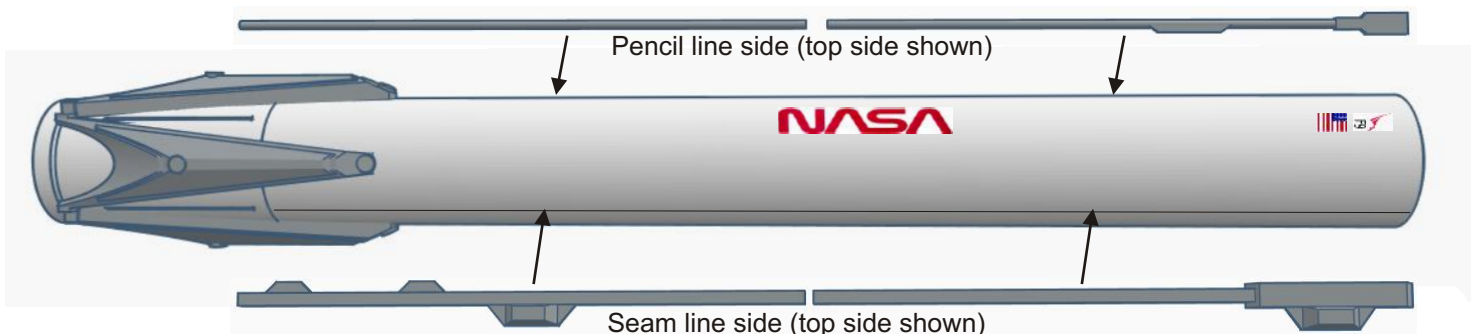 Pencil line side (top side shown)
NASA
Seam line side (top side shown)